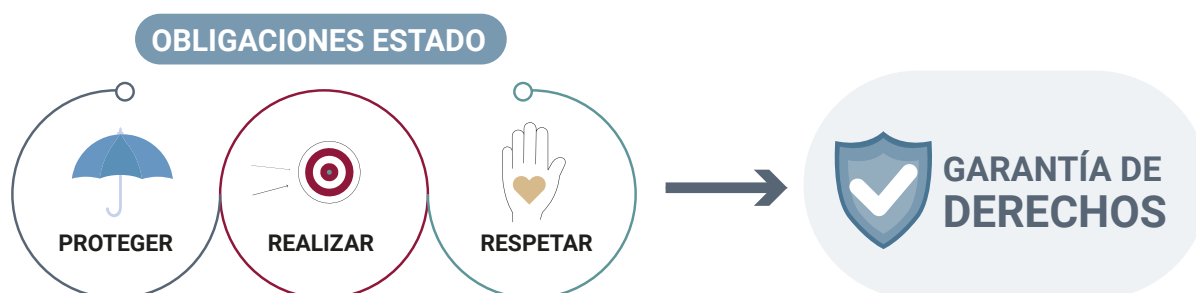 OBLIGACIONES ESTADO
PROTEGER
REALIZAR
RESPETAR
GARANTÍA DE
DERECHOS